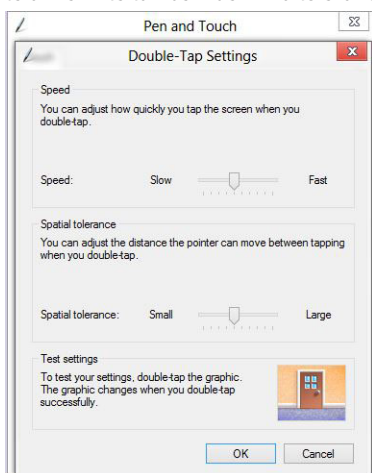 Pen and Touch
Double-Tap Settings
Speed
You can adjust how quickly you tap the screen when you
double-tap.
Speed:
Slow
Fast
Spatial tolerance
You can adjust the distance the pointer can move between tapping
when you double-tap.
Spatial tolerance:
Small
Large
Test settings
To test your settings, double-tap the graphic.
The graphic changes when you double-tap
successfully.
OK
Cancel